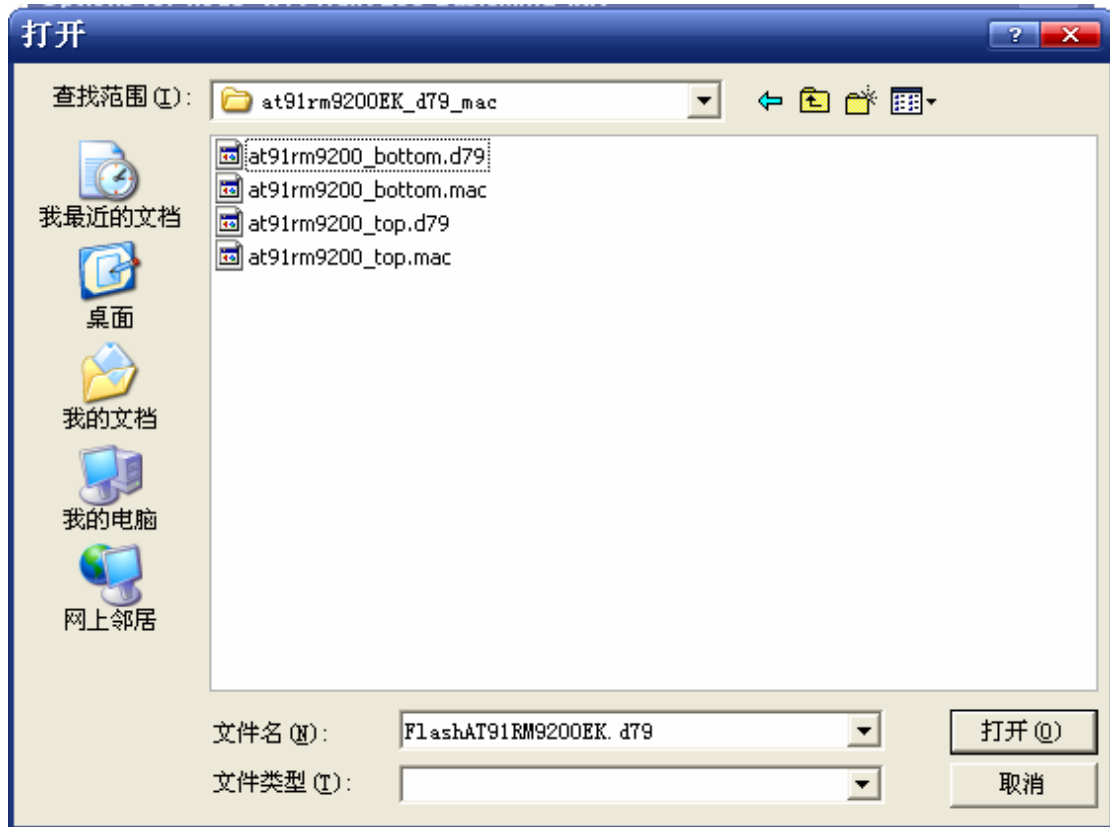 打开
查找范围(I):
at91rm9200EK_d79_mac
at91rm9200_bottom.d79
at91rm9200_bottom.mac
at91rm9200_top.d79
at91rm9200_top.mac
我最近的文档
桌面
我的文档
我的电脑
网上邻居
文件名(N):
FlashAT91RM9200EK.d79
打开(O)
文件类型(T):
取消